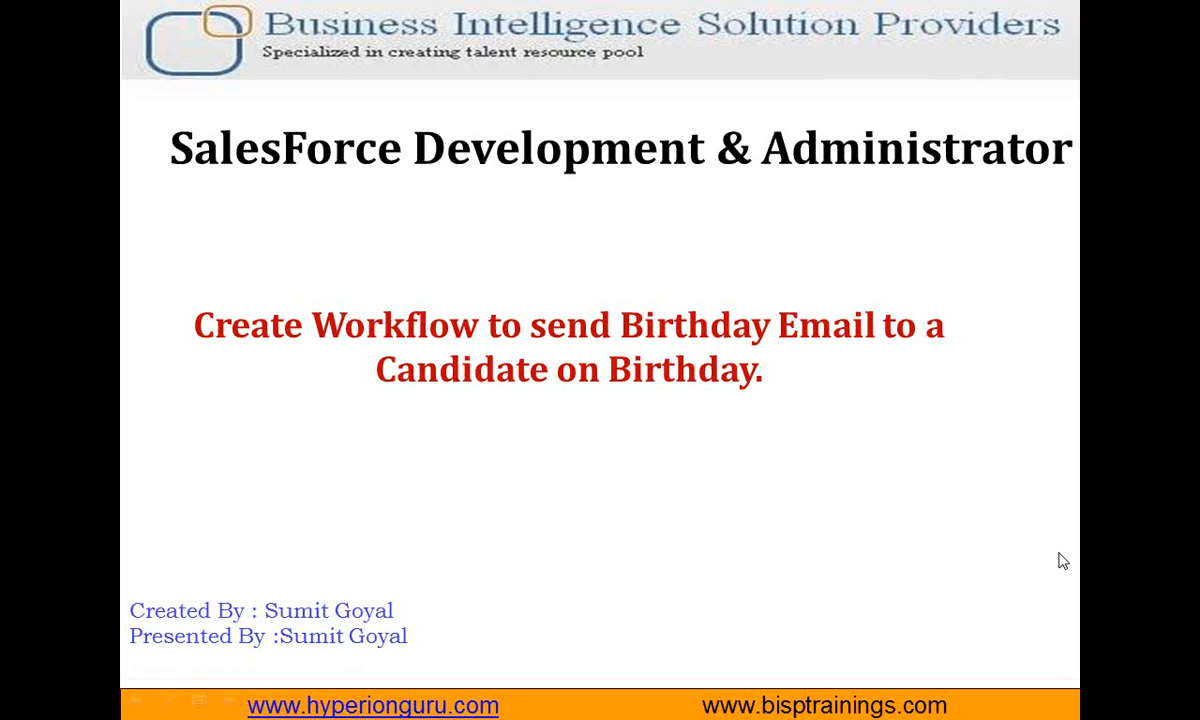 Business Intelligence Solution Providers
Specialized in creating talent resource pool
SalesForce Development & Administrator
Create Workflow to send Birthday Email to a
Candidate on Birthday.
Created By : Sumit Goyal
Presented By :Sumit Goyal
www.hyperionguru.com www.bisptrainings.com